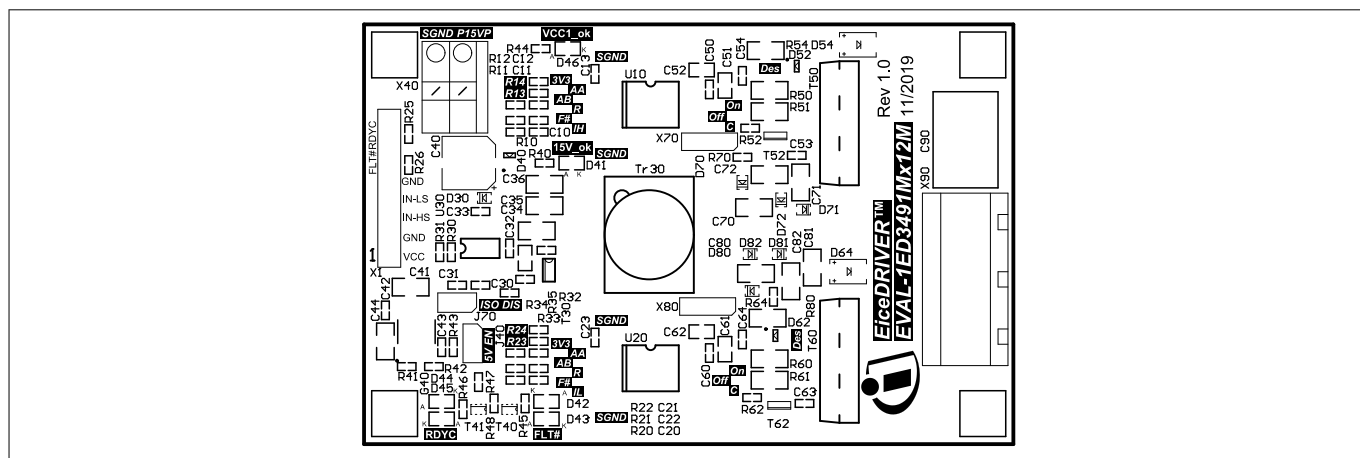 SGND P15VP
VCC1_ok
R44
D46
SGND
C13
R12 C12
R11 C11
R14
R13
3V3
AA
AB
R
F#
IH
C10
R10
X40
R25
R26
FLT#RDYC
GND
IN-LS
IN-HS
GND
VCC
1
X1
C40
D40
R40
15V_ok
SGND
D41
C36
C35
C34
D30
C33
U30
C32
R31
R30
C41
C42
C44
C31
C30
ISO DIS
J70
R34
R35
R32
T30
R33
C43
R43
J40
5V EN
R41
R42
R24
R23
3V3
AA
AB
R
F#
IL
C23
SGND
G40
D44
D45
R46
R47
R48
R45
T41
T40
RDYC
FLT#
D42
D43
SGND
U10
C52
C50
C51
C54
R54 D54
D52
Des
R50
R51
On
Off
C
R52
X70
R70
D70
C72
T52
C53
T50
Tr30
C70
C71
D71
D72
C80
D80
D82
D81
C82
C81
D64
R80
R64
X80
C62
C61
C64
C60
D62
Des
T60
U20
R60
R61
On
Off
C
R62
C63
T62
R22 C21
R21 C22
R20 C20
Rev 1.0
11/2019
EiceDRIVER™
EVAL-1ED3491Mx12M
C90
X90